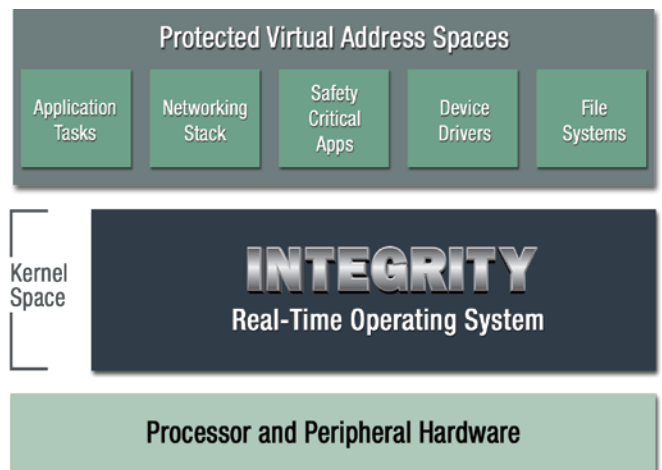 Protected Virtual Address Spaces
Application
Tasks
Networking
Stack
Safety
Critical
Apps
Device
Drivers
File
Systems
Kernel
Space
INTEGRITY
Real-Time Operating System
Processor and Peripheral Hardware